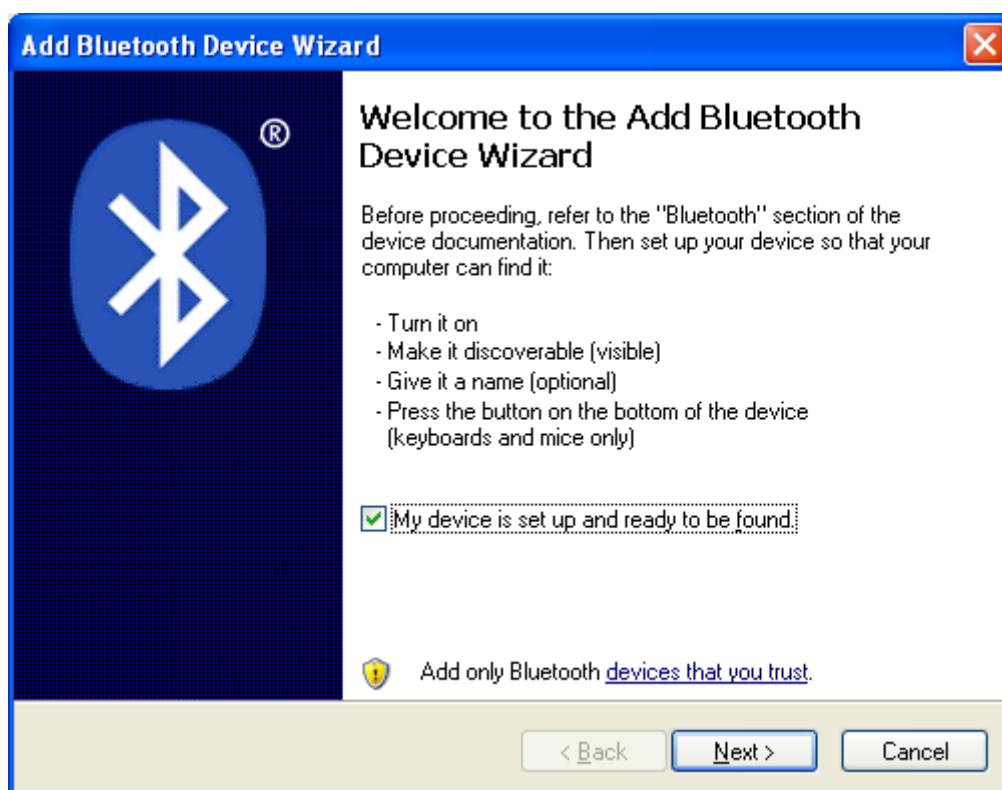 Add Bluetooth Device Wizard
®
Welcome to the Add Bluetooth
Device Wizard
Before proceeding, refer to the "Bluetooth" section of the
device documentation. Then set up your device so that your
computer can find it:
- Turn it on
- Make it discoverable (visible)
- Give it a name (optional)
- Press the button on the bottom of the device
(keyboards and mice only)
My device is set up and ready to be found.
Add only Bluetooth devices that you trust.
< Back Next > Cancel